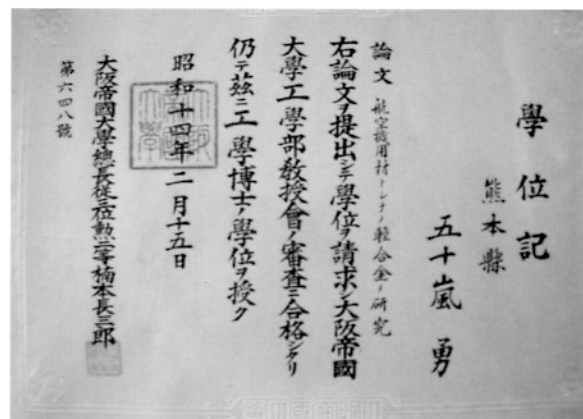 學位記
熊本縣
五十嵐勇
論文 航空機用材トシテノ輕合金ノ研究
右論文ヲ提出シテ學位ヲ請求シ大阪帝國
大學工學部教授會ノ審査ニ合格シタリ
仍テ茲ニ工學博士ノ學位ヲ授ク
昭和十四年二月十五日
大阪帝國大學總長從三位勲二等楠本長三郎
第六四八號